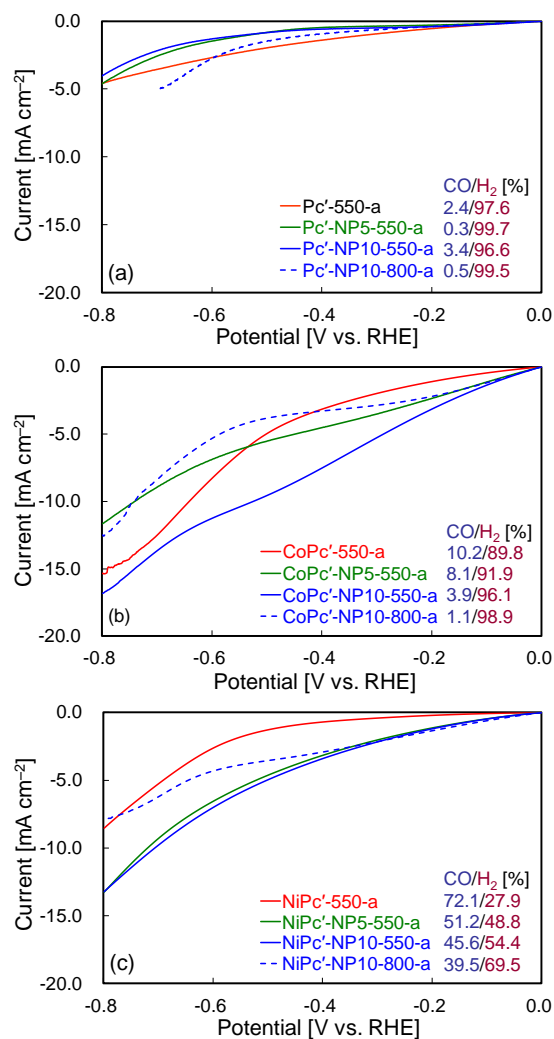 0.0
-5.0
-10.0
-15.0
-20.0
Current [mA cm⁻²]
CO/H₂ [%]
Pc′-550-a 2.4/97.6
Pc′-NP5-550-a 0.3/99.7
Pc′-NP10-550-a 3.4/96.6
Pc′-NP10-800-a 0.5/99.5
(a)
-0.8 -0.6 -0.4 -0.2 0.0
Potential [V vs. RHE]
0.0
-5.0
-10.0
-15.0
-20.0
Current [mA cm⁻²]
CO/H₂ [%]
CoPc′-550-a 10.2/89.8
CoPc′-NP5-550-a 8.1/91.9
CoPc′-NP10-550-a 3.9/96.1
CoPc′-NP10-800-a 1.1/98.9
(b)
-0.8 -0.6 -0.4 -0.2 0.0
Potential [V vs. RHE]
0.0
-5.0
-10.0
-15.0
-20.0
Current [mA cm⁻²]
CO/H₂ [%]
NiPc′-550-a 72.1/27.9
NiPc′-NP5-550-a 51.2/48.8
NiPc′-NP10-550-a 45.6/54.4
NiPc′-NP10-800-a 39.5/69.5
(c)
-0.8 -0.6 -0.4 -0.2 0.0
Potential [V vs. RHE]